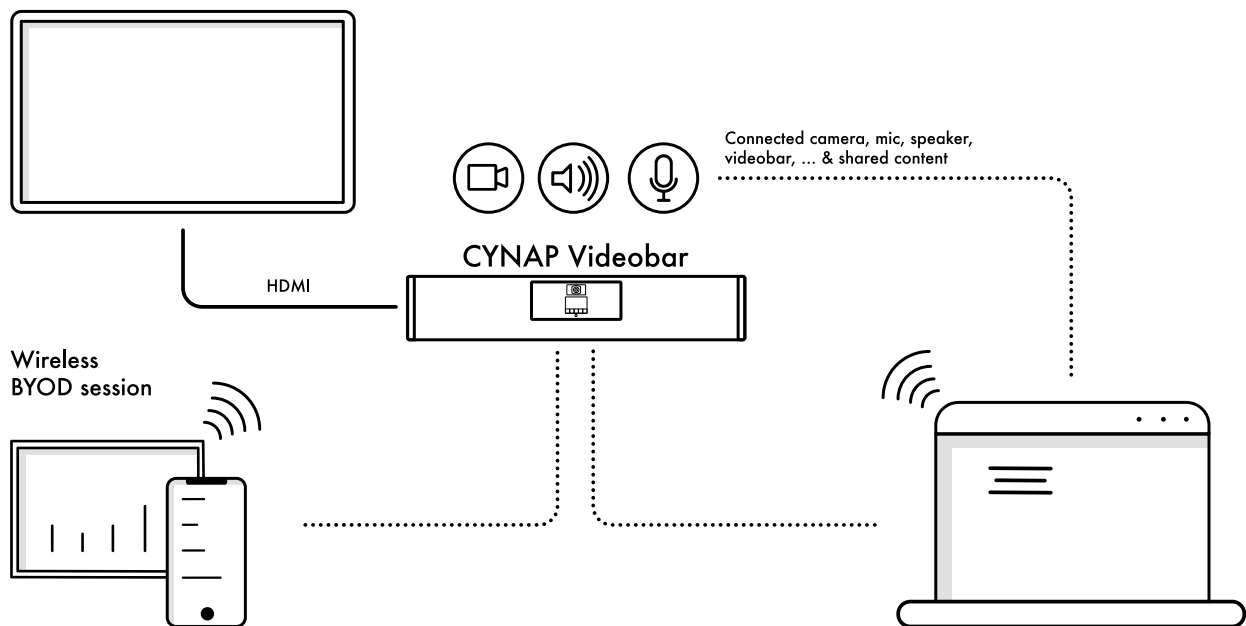 Connected camera, mic, speaker,
videobar, ... & shared content
CYNAP Videobar
HDMI
Wireless
BYOD session